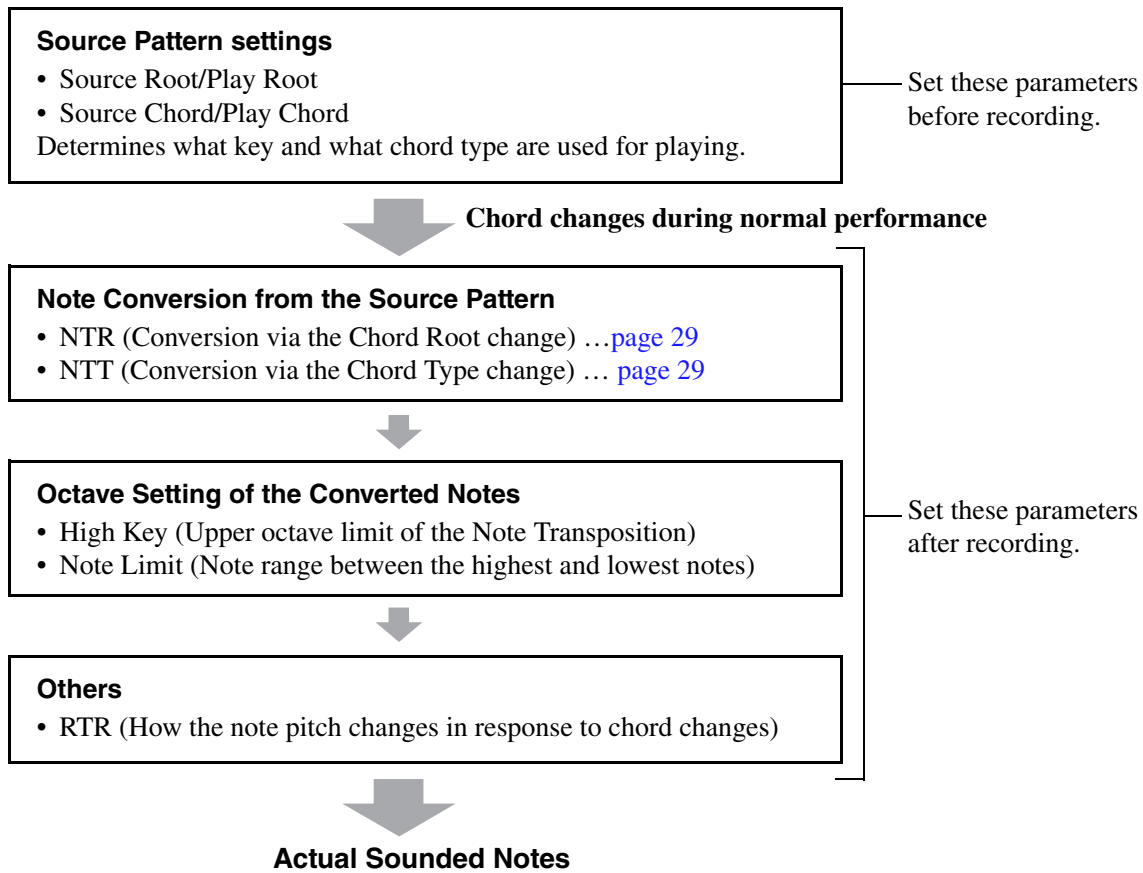 Source Pattern settings
• Source Root/Play Root
• Source Chord/Play Chord
Determines what key and what chord type are used for playing.
Set these parameters
before recording.
Chord changes during normal performance
Note Conversion from the Source Pattern
• NTR (Conversion via the Chord Root change) …page 29
• NTT (Conversion via the Chord Type change) … page 29
Octave Setting of the Converted Notes
• High Key (Upper octave limit of the Note Transposition)
• Note Limit (Note range between the highest and lowest notes)
Set these parameters
after recording.
Others
• RTR (How the note pitch changes in response to chord changes)
Actual Sounded Notes